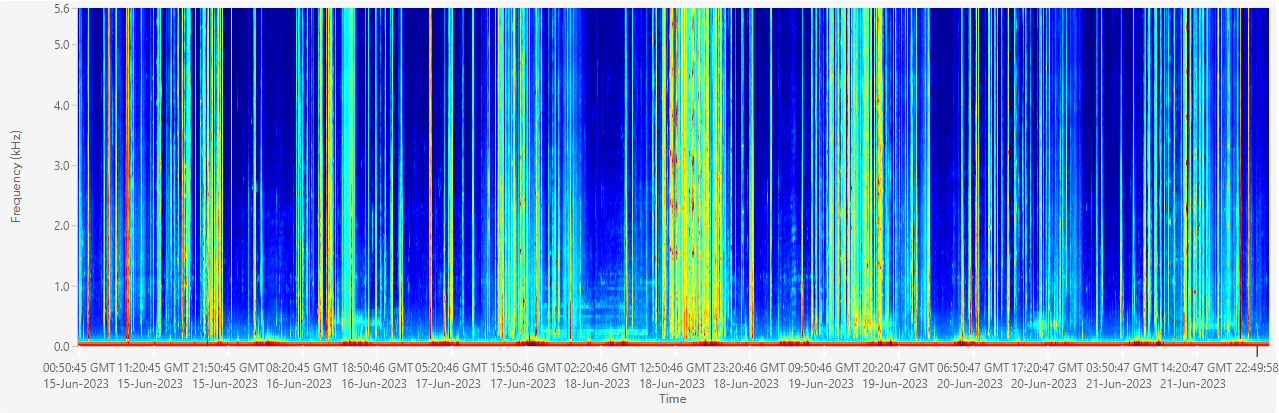 5.6
5.0
4.0
3.0
2.0
1.0
0.0
Frequency (kHz)
00:50:45 GMT 11:20:45 GMT 21:50:45 GMT 08:20:45 GMT 18:50:46 GMT 05:20:46 GMT 15:50:46 GMT 02:20:46 GMT 12:50:46 GMT 23:20:46 GMT 09:50:46 GMT 20:20:47 GMT 06:50:47 GMT 17:20:47 GMT 03:50:47 GMT 14:20:47 GMT 22:49:58
15-Jun-2023 15-Jun-2023 15-Jun-2023 16-Jun-2023 16-Jun-2023 17-Jun-2023 17-Jun-2023 18-Jun-2023 18-Jun-2023 18-Jun-2023 19-Jun-2023 19-Jun-2023 20-Jun-2023 20-Jun-2023 21-Jun-2023 21-Jun-2023
Time